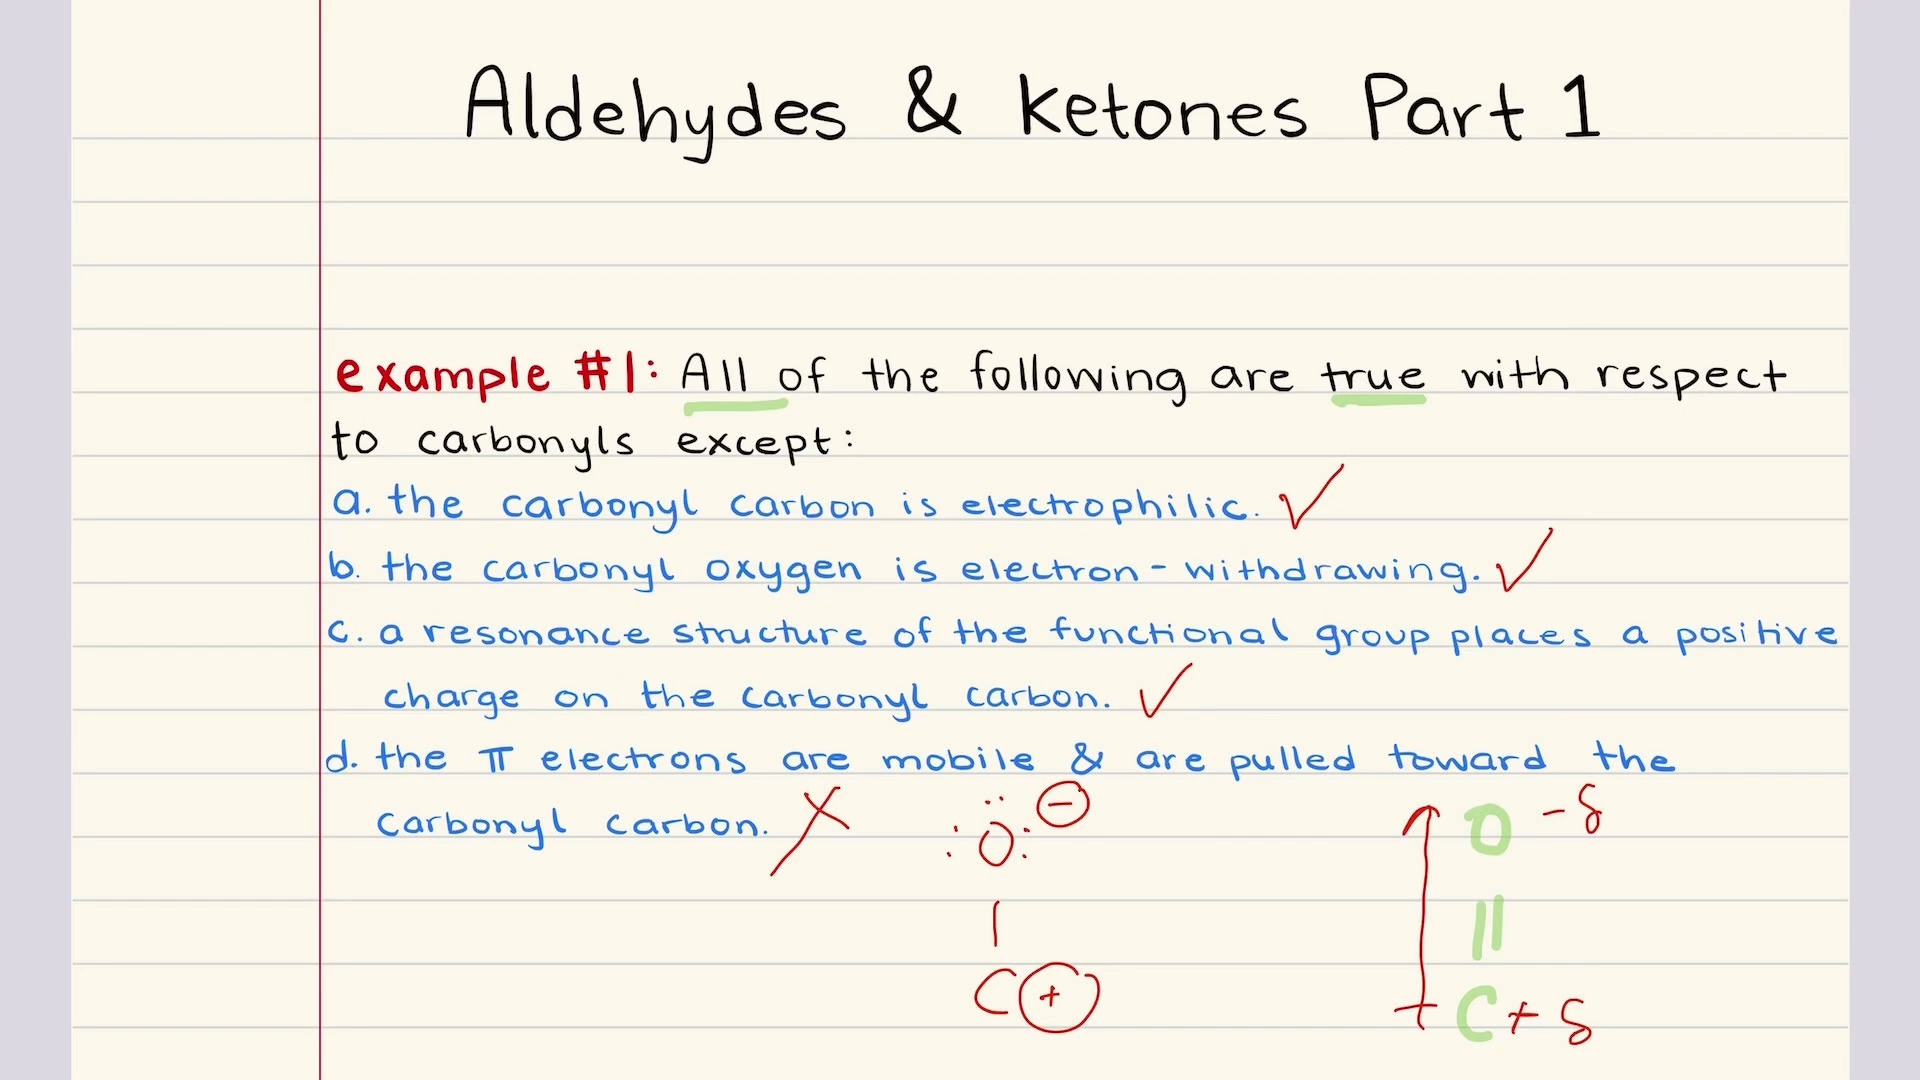 Aldehydes & ketones Part 1
example #1: All of the following are true with respect
to carbonyls except:
a. the carbonyl carbon is electrophilic. ✓
b. the carbonyl oxygen is electron-withdrawing. ✓
c. a resonance structure of the functional group places a positive
charge on the carbonyl carbon. ✓
d. the π electrons are mobile & are pulled toward the
carbonyl carbon. X
:Ö: −
|
C +
O −δ
||
C +δ